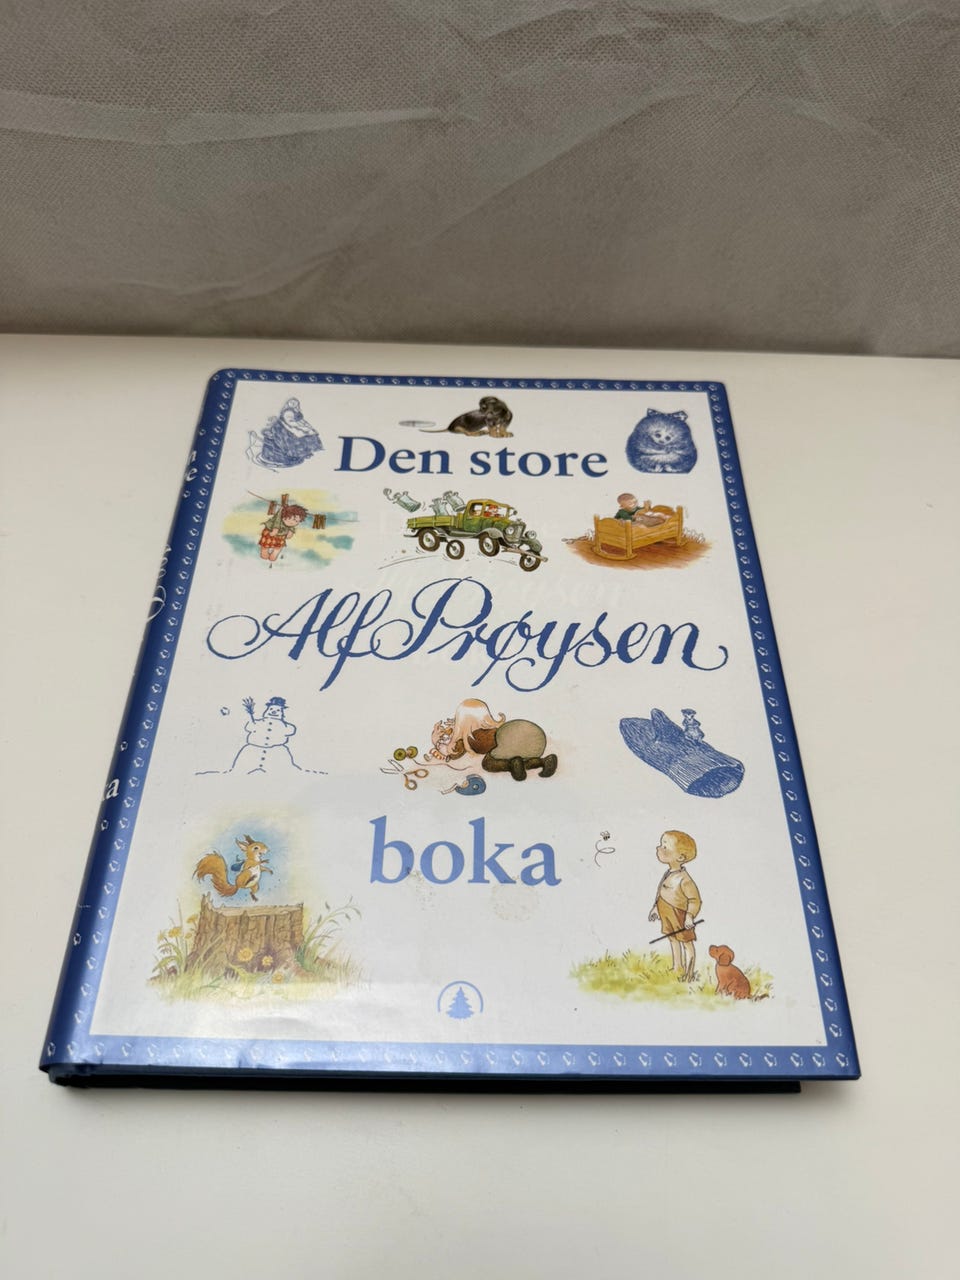 Den store
Alf Prøysen
boka